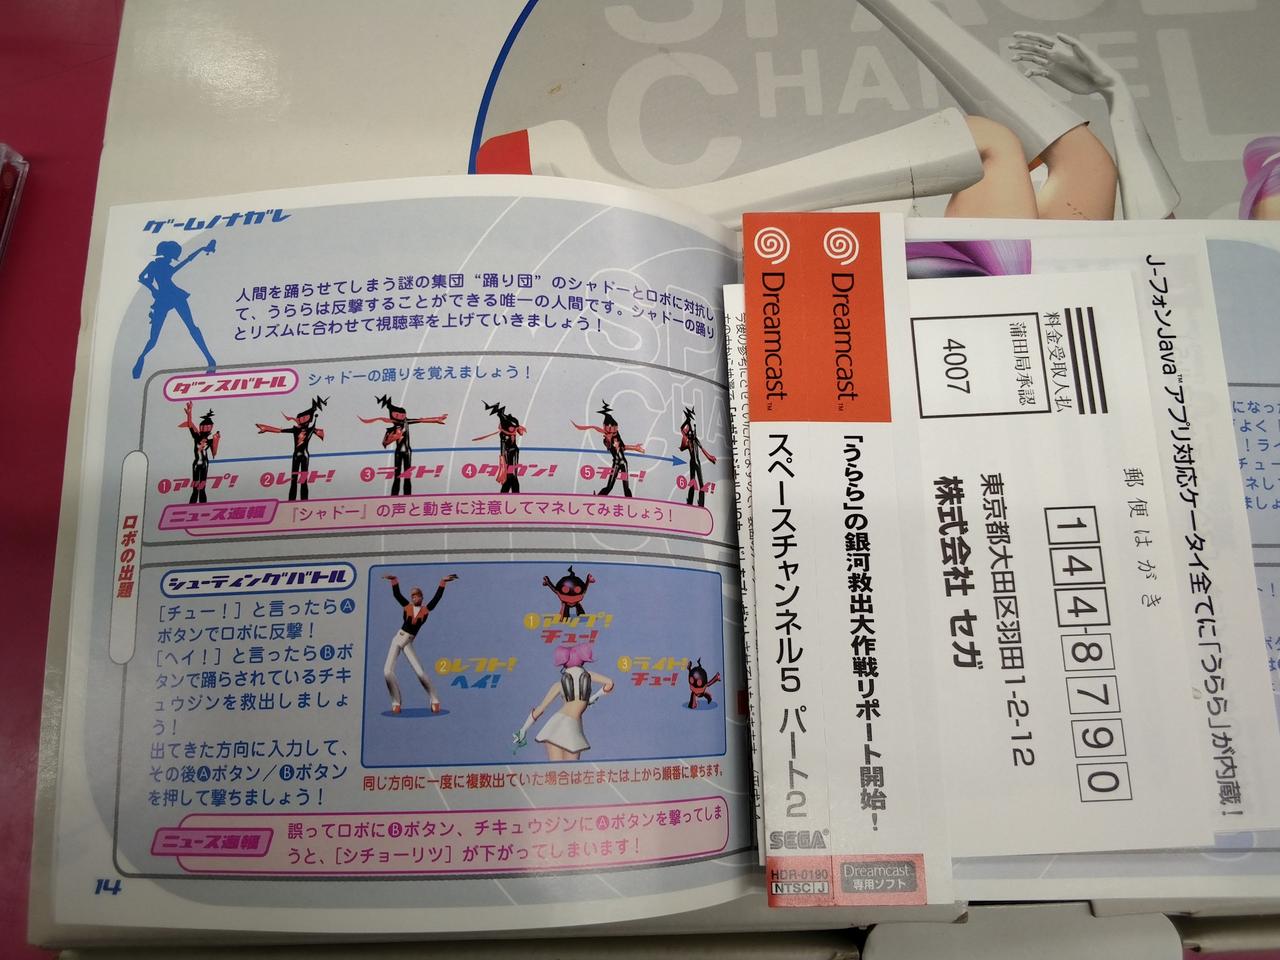 SPACE
CHANNEL
ゲームノナガレ
人間を踊らせてしまう謎の集団“踊り団”のシャドーとロボに対抗し
て、うららは反撃することができる唯一の人間です。シャドーの踊り
とリズムに合わせて視聴率を上げていきましょう！
ダンスバトル
シャドーの踊りを覚えましょう！
①アップ!
②レフト!
③ライト!
④ダウン!
⑤チュー!
⑥ヘイ!
ニュース速報
『シャドー』の声と動きに注意してマネしてみましょう！
ロボの出題
シューティングバトル
［チュー！］と言ったらⒶ
ボタンでロボに反撃！
［ヘイ！］と言ったらⒷボ
タンで踊らされているチキ
ュウジンを救出しましょ
う！
出てきた方向に入力して、
その後Ⓐボタン／Ⓑボタン
を押して撃ちましょう！
①アップ!
チュー!
②レフト!
ヘイ!
③ライト!
チュー!
同じ方向に一度に複数出ていた場合は左または上から順番に撃ちます。
ニュース速報
誤ってロボにⒷボタン、チキュウジンにⒶボタンを撃ってしま
うと、［シチョーリツ］が下がってしまいます！
14
Dreamcast™
「うらら」の銀河救出大作戦リポート開始！
Dreamcast
専用ソフト
Dreamcast™
スペースチャンネル5 パート2
SEGA®
HDR-0190
NTSC J
J-フォンJava™アプリ対応ケータイ全てに「うらら」が内蔵！
郵便はがき
1448790
料金受取人払
蒲田局承認
4007
東京都大田区羽田1-2-12
株式会社 セガ